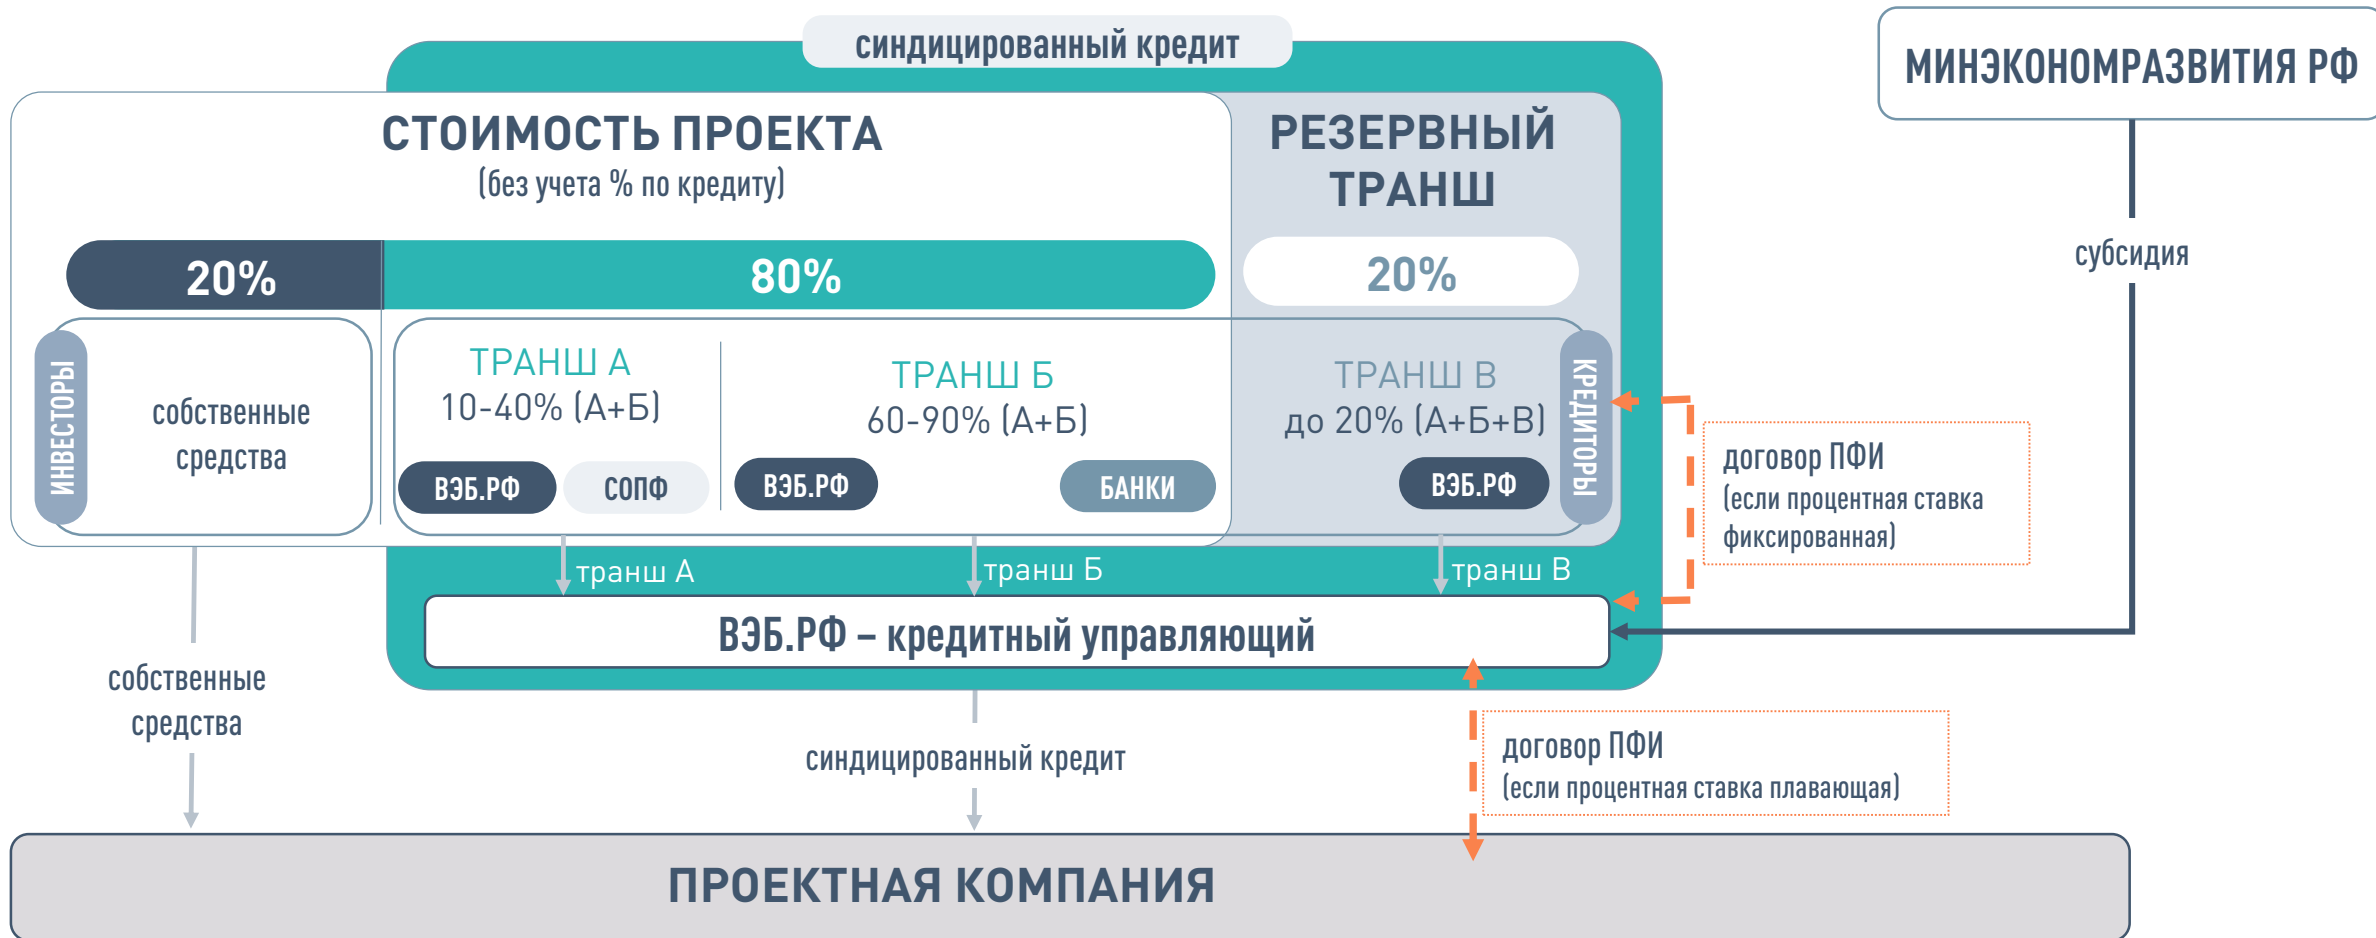 синдицированный кредит
МИНЭКОНОМРАЗВИТИЯ РФ
СТОИМОСТЬ ПРОЕКТА
(без учета % по кредиту)
РЕЗЕРВНЫЙ
ТРАНШ
20%
80%
20%
субсидия
ИНВЕСТОРЫ
собственные
средства
ТРАНШ А
10-40% (А+Б)
ВЭБ.РФ
СОПФ
ТРАНШ Б
60-90% (А+Б)
ВЭБ.РФ
БАНКИ
ТРАНШ В
до 20% (А+Б+В)
ВЭБ.РФ
КРЕДИТОРЫ
договор ПФИ
(если процентная ставка
фиксированная)
транш А
транш Б
транш В
ВЭБ.РФ – кредитный управляющий
собственные
средства
синдицированный кредит
договор ПФИ
(если процентная ставка плавающая)
ПРОЕКТНАЯ КОМПАНИЯ